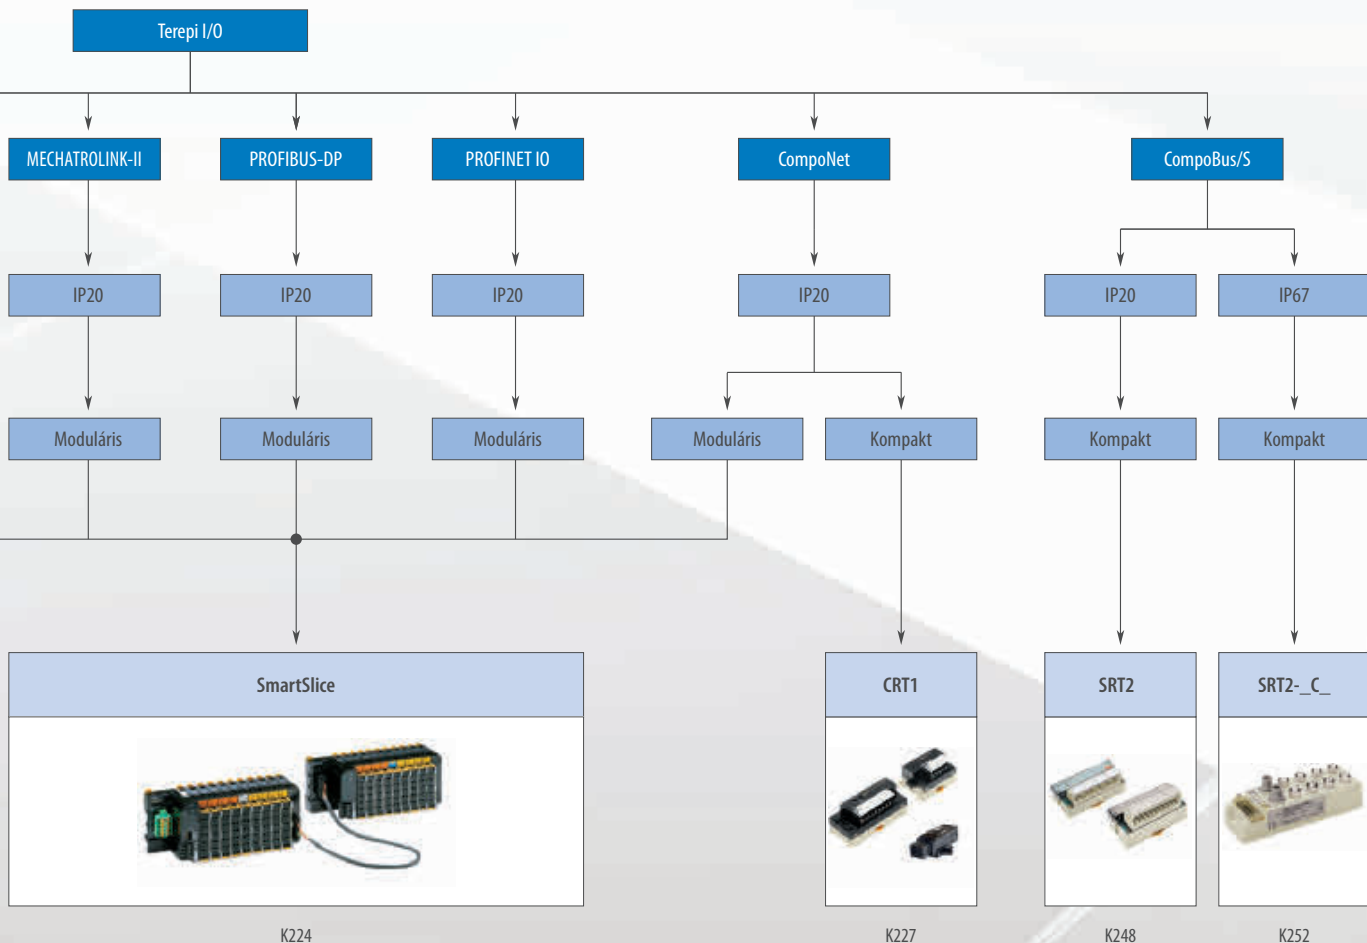 Terepi I/O
MECHATROLINK-II
PROFIBUS-DP
PROFINET IO
CompoNet
CompoBus/S
IP20
IP20
IP20
IP20
IP20
IP67
Moduláris
Moduláris
Moduláris
Moduláris
Kompakt
Kompakt
Kompakt
SmartSlice
CRT1
SRT2
SRT2-_C_
K224
K227
K248
K252